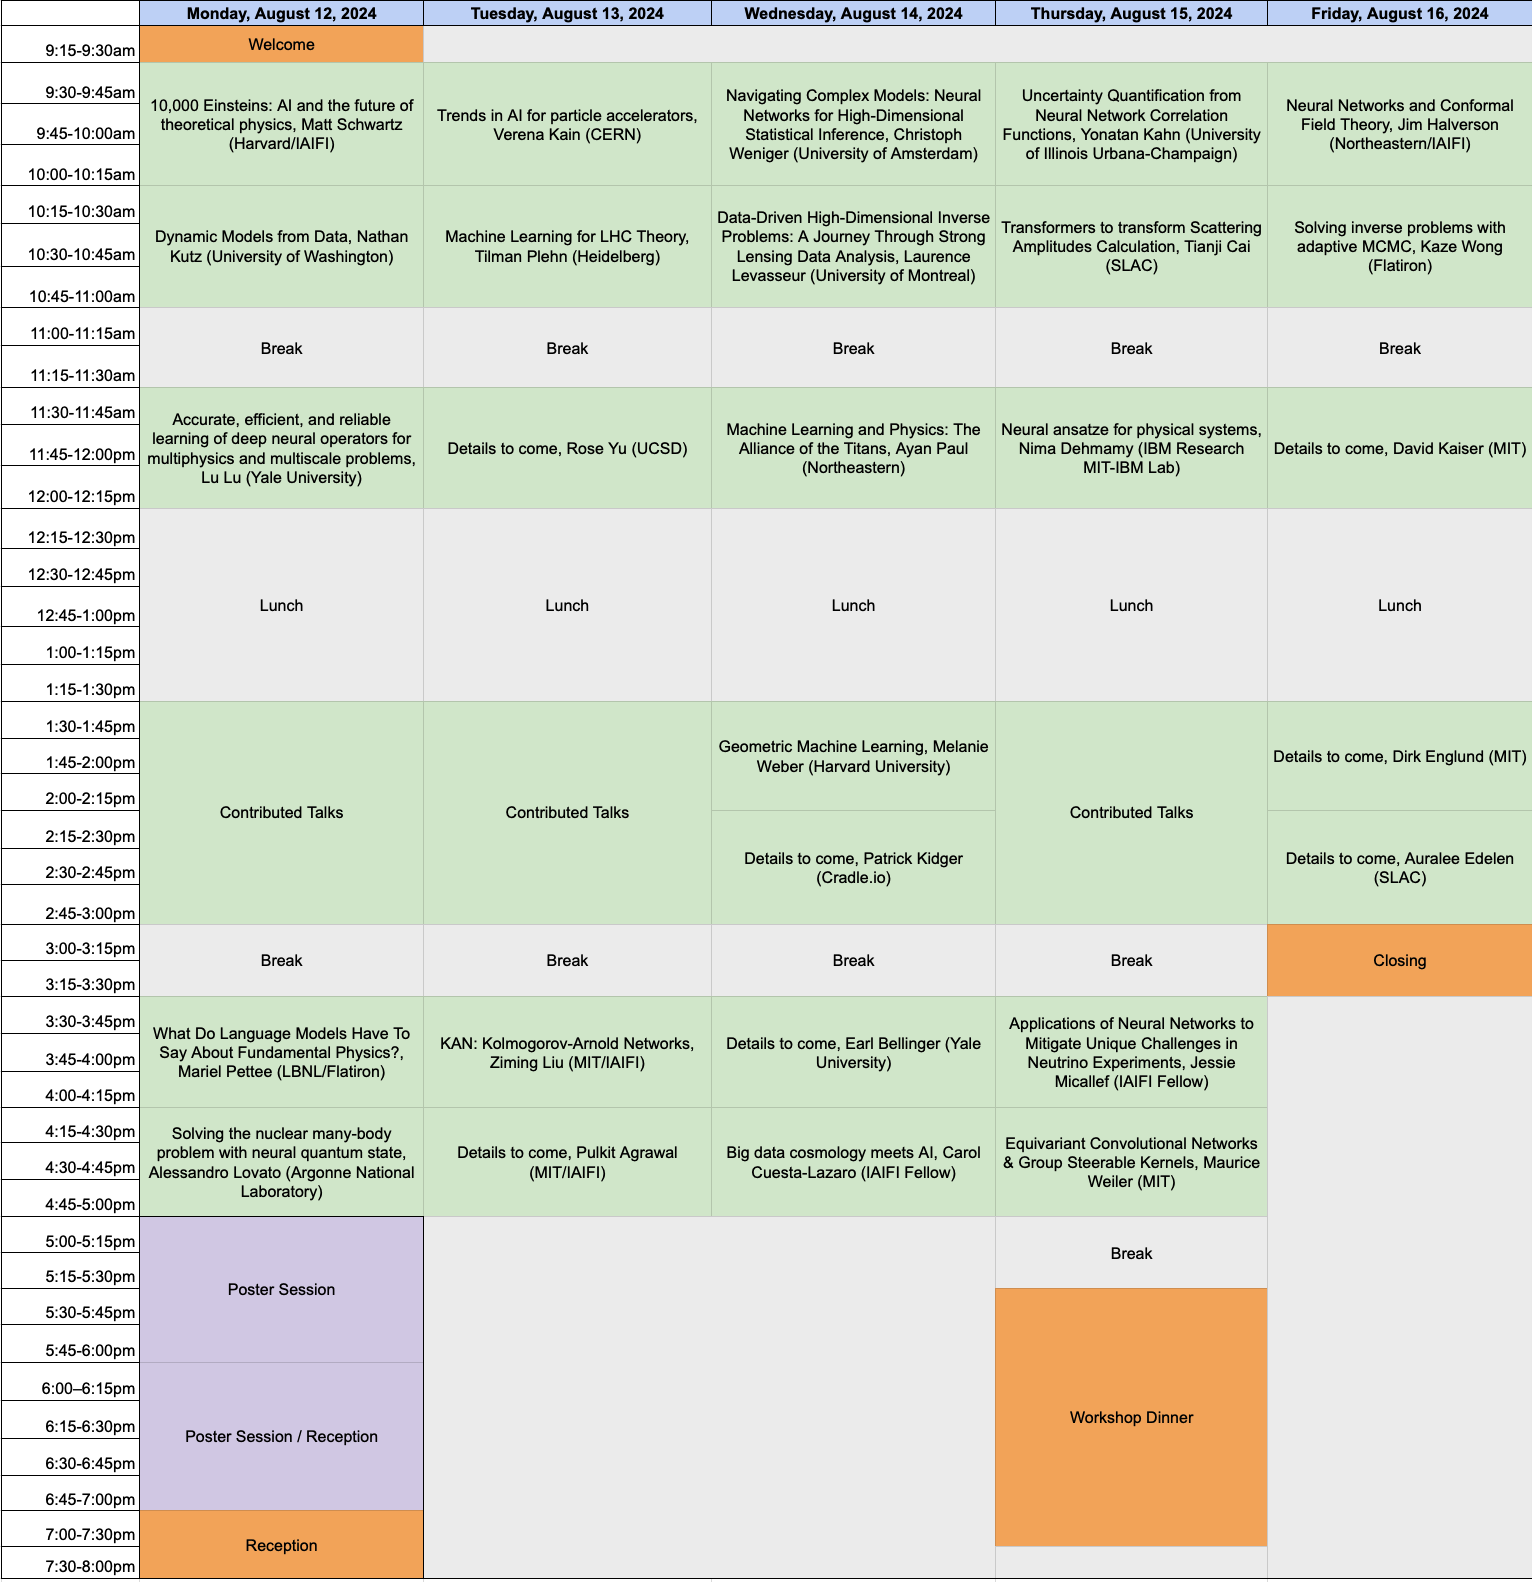 Monday, August 12, 2024
Tuesday, August 13, 2024
Wednesday, August 14, 2024
Thursday, August 15, 2024
Friday, August 16, 2024
9:15-9:30am
Welcome
9:30-9:45am
9:45-10:00am
10:00-10:15am
10,000 Einsteins: AI and the future of
theoretical physics, Matt Schwartz
(Harvard/IAIFI)
Trends in AI for particle accelerators,
Verena Kain (CERN)
Navigating Complex Models: Neural
Networks for High-Dimensional
Statistical Inference, Christoph
Weniger (University of Amsterdam)
Uncertainty Quantification from
Neural Network Correlation
Functions, Yonatan Kahn (University
of Illinois Urbana-Champaign)
Neural Networks and Conformal
Field Theory, Jim Halverson
(Northeastern/IAIFI)
10:15-10:30am
10:30-10:45am
10:45-11:00am
Dynamic Models from Data, Nathan
Kutz (University of Washington)
Machine Learning for LHC Theory,
Tilman Plehn (Heidelberg)
Data-Driven High-Dimensional Inverse
Problems: A Journey Through Strong
Lensing Data Analysis, Laurence
Levasseur (University of Montreal)
Transformers to transform Scattering
Amplitudes Calculation, Tianji Cai
(SLAC)
Solving inverse problems with
adaptive MCMC, Kaze Wong
(Flatiron)
11:00-11:15am
11:15-11:30am
Break
Break
Break
Break
Break
11:30-11:45am
11:45-12:00pm
12:00-12:15pm
Accurate, efficient, and reliable
learning of deep neural operators for
multiphysics and multiscale problems,
Lu Lu (Yale University)
Details to come, Rose Yu (UCSD)
Machine Learning and Physics: The
Alliance of the Titans, Ayan Paul
(Northeastern)
Neural ansatze for physical systems,
Nima Dehmamy (IBM Research
MIT-IBM Lab)
Details to come, David Kaiser (MIT)
12:15-12:30pm
12:30-12:45pm
12:45-1:00pm
1:00-1:15pm
1:15-1:30pm
Lunch
Lunch
Lunch
Lunch
Lunch
1:30-1:45pm
1:45-2:00pm
2:00-2:15pm
2:15-2:30pm
2:30-2:45pm
2:45-3:00pm
Contributed Talks
Contributed Talks
Geometric Machine Learning, Melanie
Weber (Harvard University)
Details to come, Patrick Kidger
(Cradle.io)
Contributed Talks
Details to come, Dirk Englund (MIT)
Details to come, Auralee Edelen
(SLAC)
3:00-3:15pm
3:15-3:30pm
Break
Break
Break
Break
Closing
3:30-3:45pm
3:45-4:00pm
4:00-4:15pm
What Do Language Models Have To
Say About Fundamental Physics?,
Mariel Pettee (LBNL/Flatiron)
KAN: Kolmogorov-Arnold Networks,
Ziming Liu (MIT/IAIFI)
Details to come, Earl Bellinger (Yale
University)
Applications of Neural Networks to
Mitigate Unique Challenges in
Neutrino Experiments, Jessie
Micallef (IAIFI Fellow)
4:15-4:30pm
4:30-4:45pm
4:45-5:00pm
Solving the nuclear many-body
problem with neural quantum state,
Alessandro Lovato (Argonne National
Laboratory)
Details to come, Pulkit Agrawal
(MIT/IAIFI)
Big data cosmology meets AI, Carol
Cuesta-Lazaro (IAIFI Fellow)
Equivariant Convolutional Networks
& Group Steerable Kernels, Maurice
Weiler (MIT)
5:00-5:15pm
5:15-5:30pm
5:30-5:45pm
5:45-6:00pm
Poster Session
Break
6:00–6:15pm
6:15-6:30pm
6:30-6:45pm
6:45-7:00pm
Poster Session / Reception
Workshop Dinner
7:00-7:30pm
7:30-8:00pm
Reception